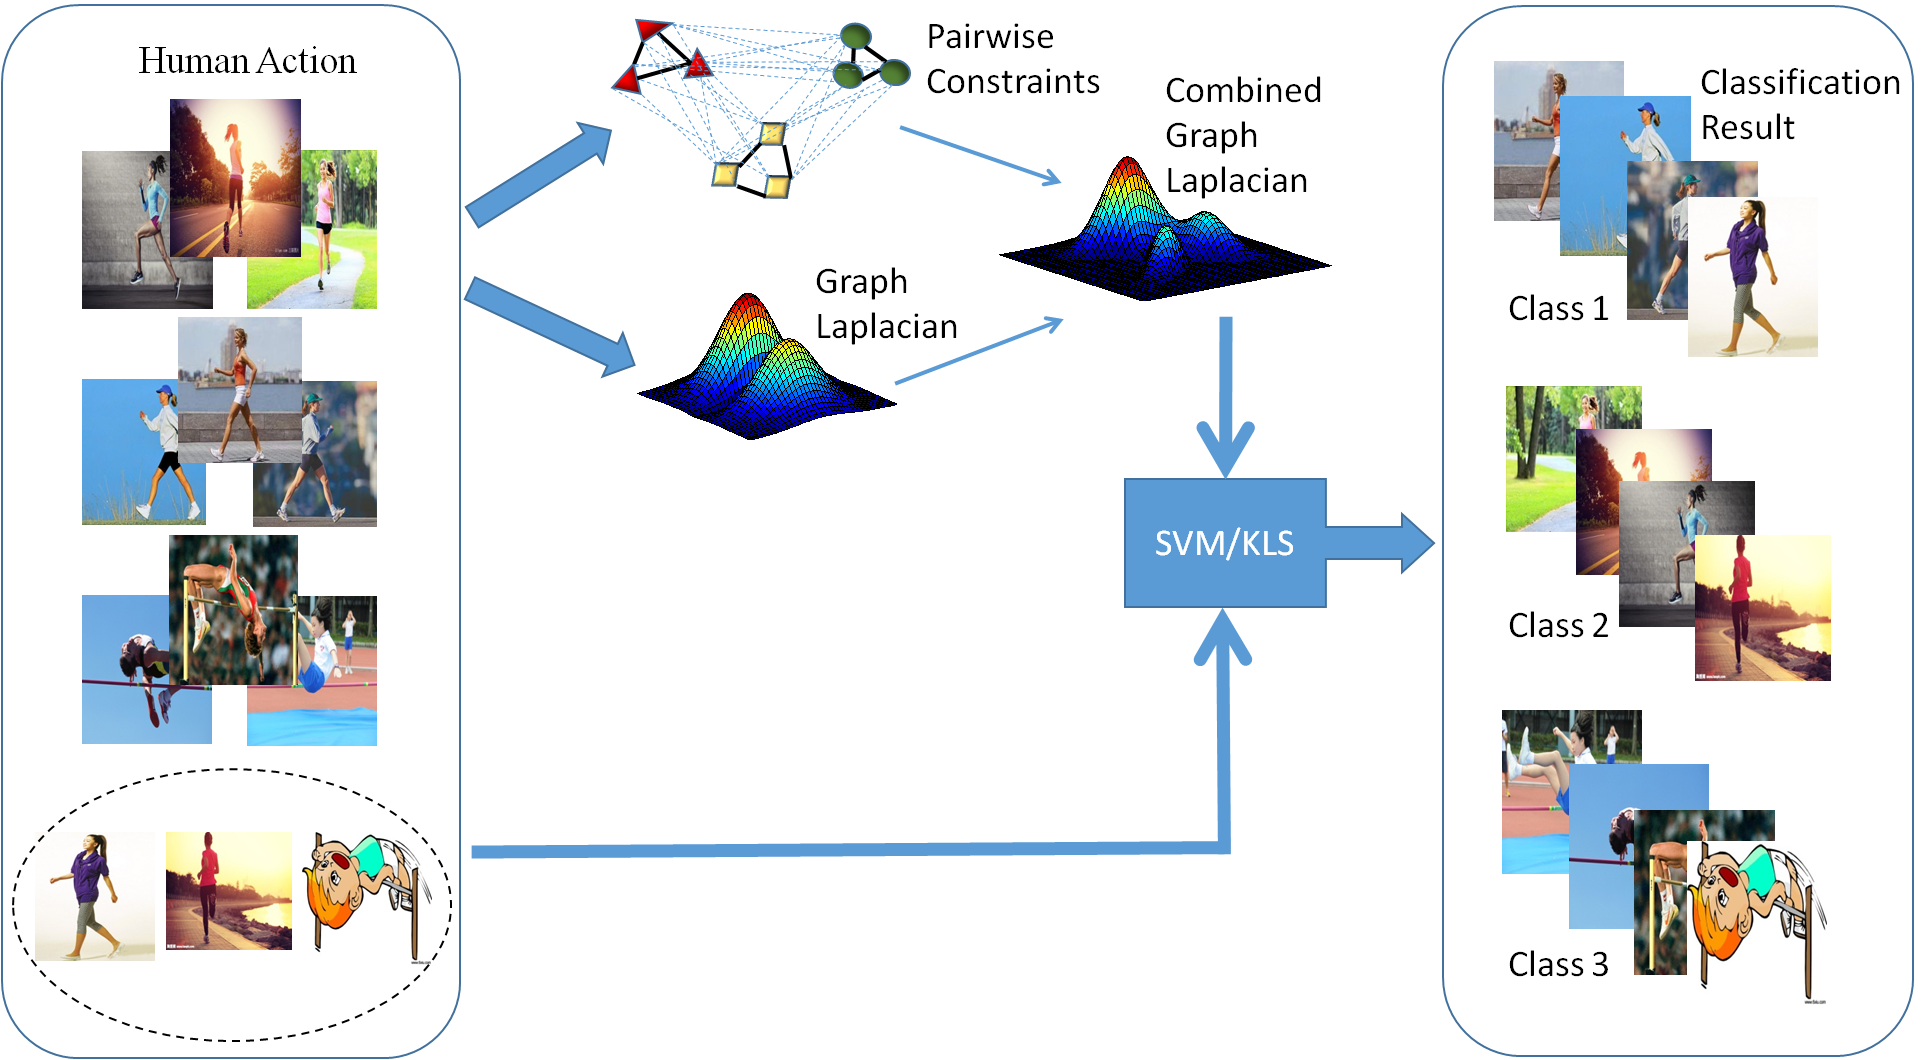 Human Action
Pairwise
Constraints
Combined
Graph
Laplacian
Graph
Laplacian
SVM/KLS
Classification
Result
Class 1
Class 2
Class 3